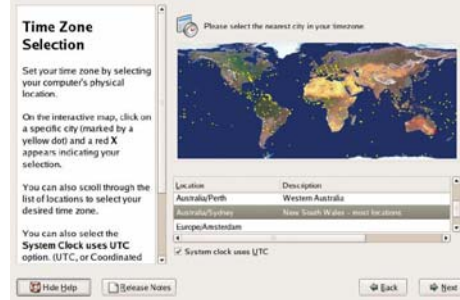 Time Zone
Selection
Set your time zone by selecting
your computer's physical
location.
On the interactive map, click on
a specific city (marked by a
yellow dot) and a red X
appears indicating your
selection.
You can also scroll through the
list of locations to select your
desired time zone.
You can also select the
System Clock uses UTC
option. (UTC, or Coordinated
Please select the nearest city in your timezone:
Location Description
Australia/Perth Western Australia
Australia/Sydney New South Wales - most locations
Europe/Amsterdam
System clock uses UTC
Hide Help
Release Notes
Back
Next